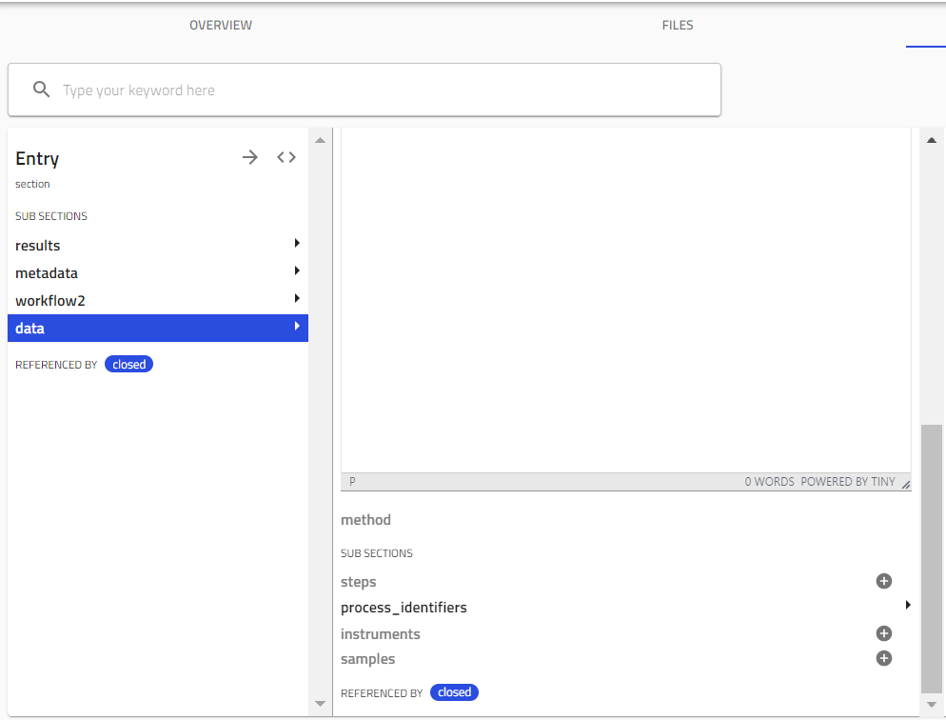 OVERVIEW
FILES
Type your keyword here
Entry
section
SUB SECTIONS
results
metadata
workflow2
data
REFERENCED BY closed
P 0 WORDS POWERED BY TINY
method
SUB SECTIONS
steps
process_identifiers
instruments
samples
REFERENCED BY closed